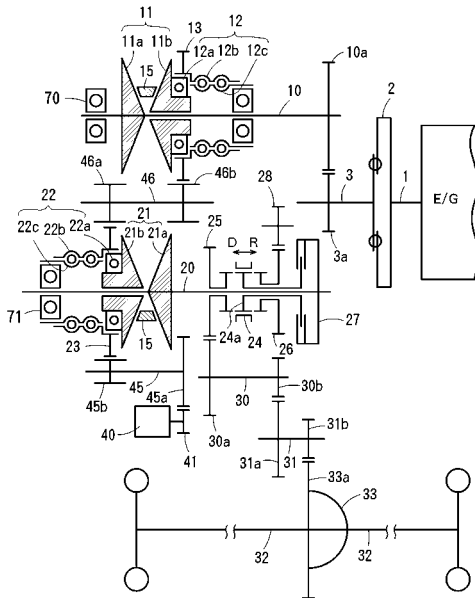 11 13 12
11a 11b 12a 12b 12c 10a
15 2
70 10
46a 46 46b 28 3 1 E/G
22 21 25 3a
22c 22b 22a 21b 21a D R
20 27
71 24a 24 26
23 15
45 30 30b
45b 45a
40 30a 31b
41 31a 31 33a
33
32 32